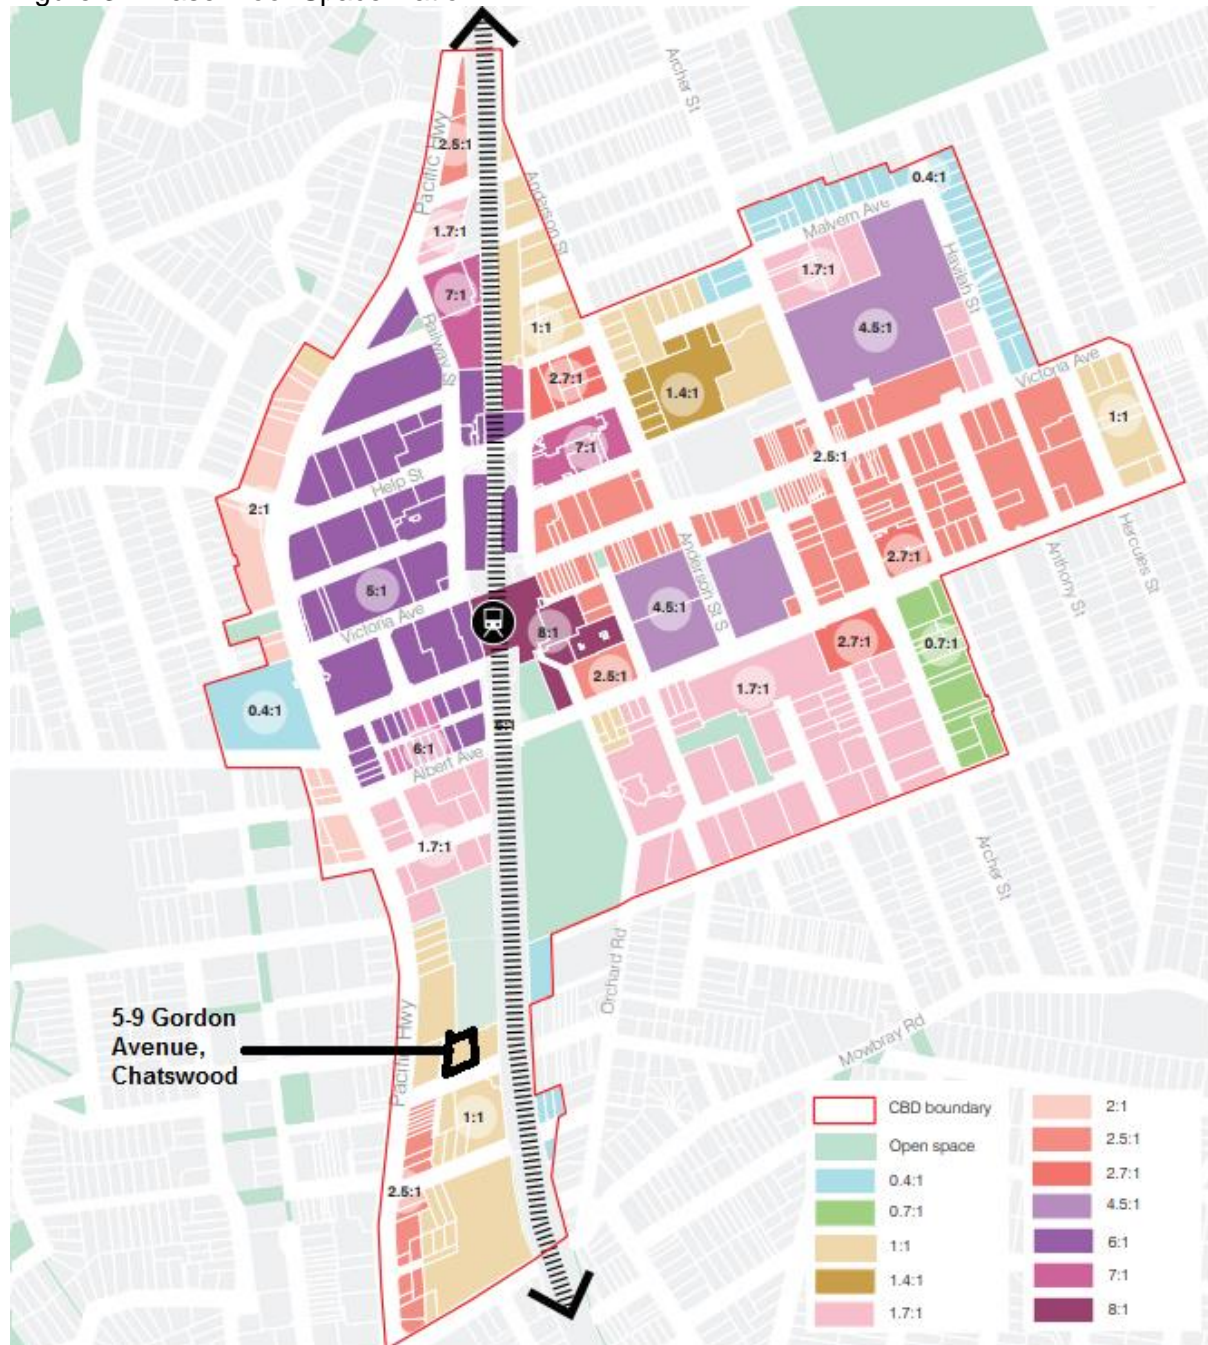 Archer St
Pacific Hwy
2.5:1
Anderson St
0.4:1
Malvern Ave
1.7:1
1.7:1
Havilah St
7:1
1:1
4.5:1
Railway St
Victoria Ave
2.7:1
1.4:1
1:1
7:1
2.5:1
Help St
2:1
Hercules St
Anthony St
2.7:1
Anderson St S
5:1
4.5:1
Victoria Ave
8:1
2.7:1
0.7:1
2.5:1
1.7:1
0.4:1
6:1
Albert Ave
1.7:1
Archer St
Orchard Rd
5-9 Gordon
Avenue,
Chatswood
Pacific Hwy
Mowbray Rd
1:1
2.5:1
CBD boundary
Open space
0.4:1
0.7:1
1:1
1.4:1
1.7:1
2:1
2.5:1
2.7:1
4.5:1
6:1
7:1
8:1